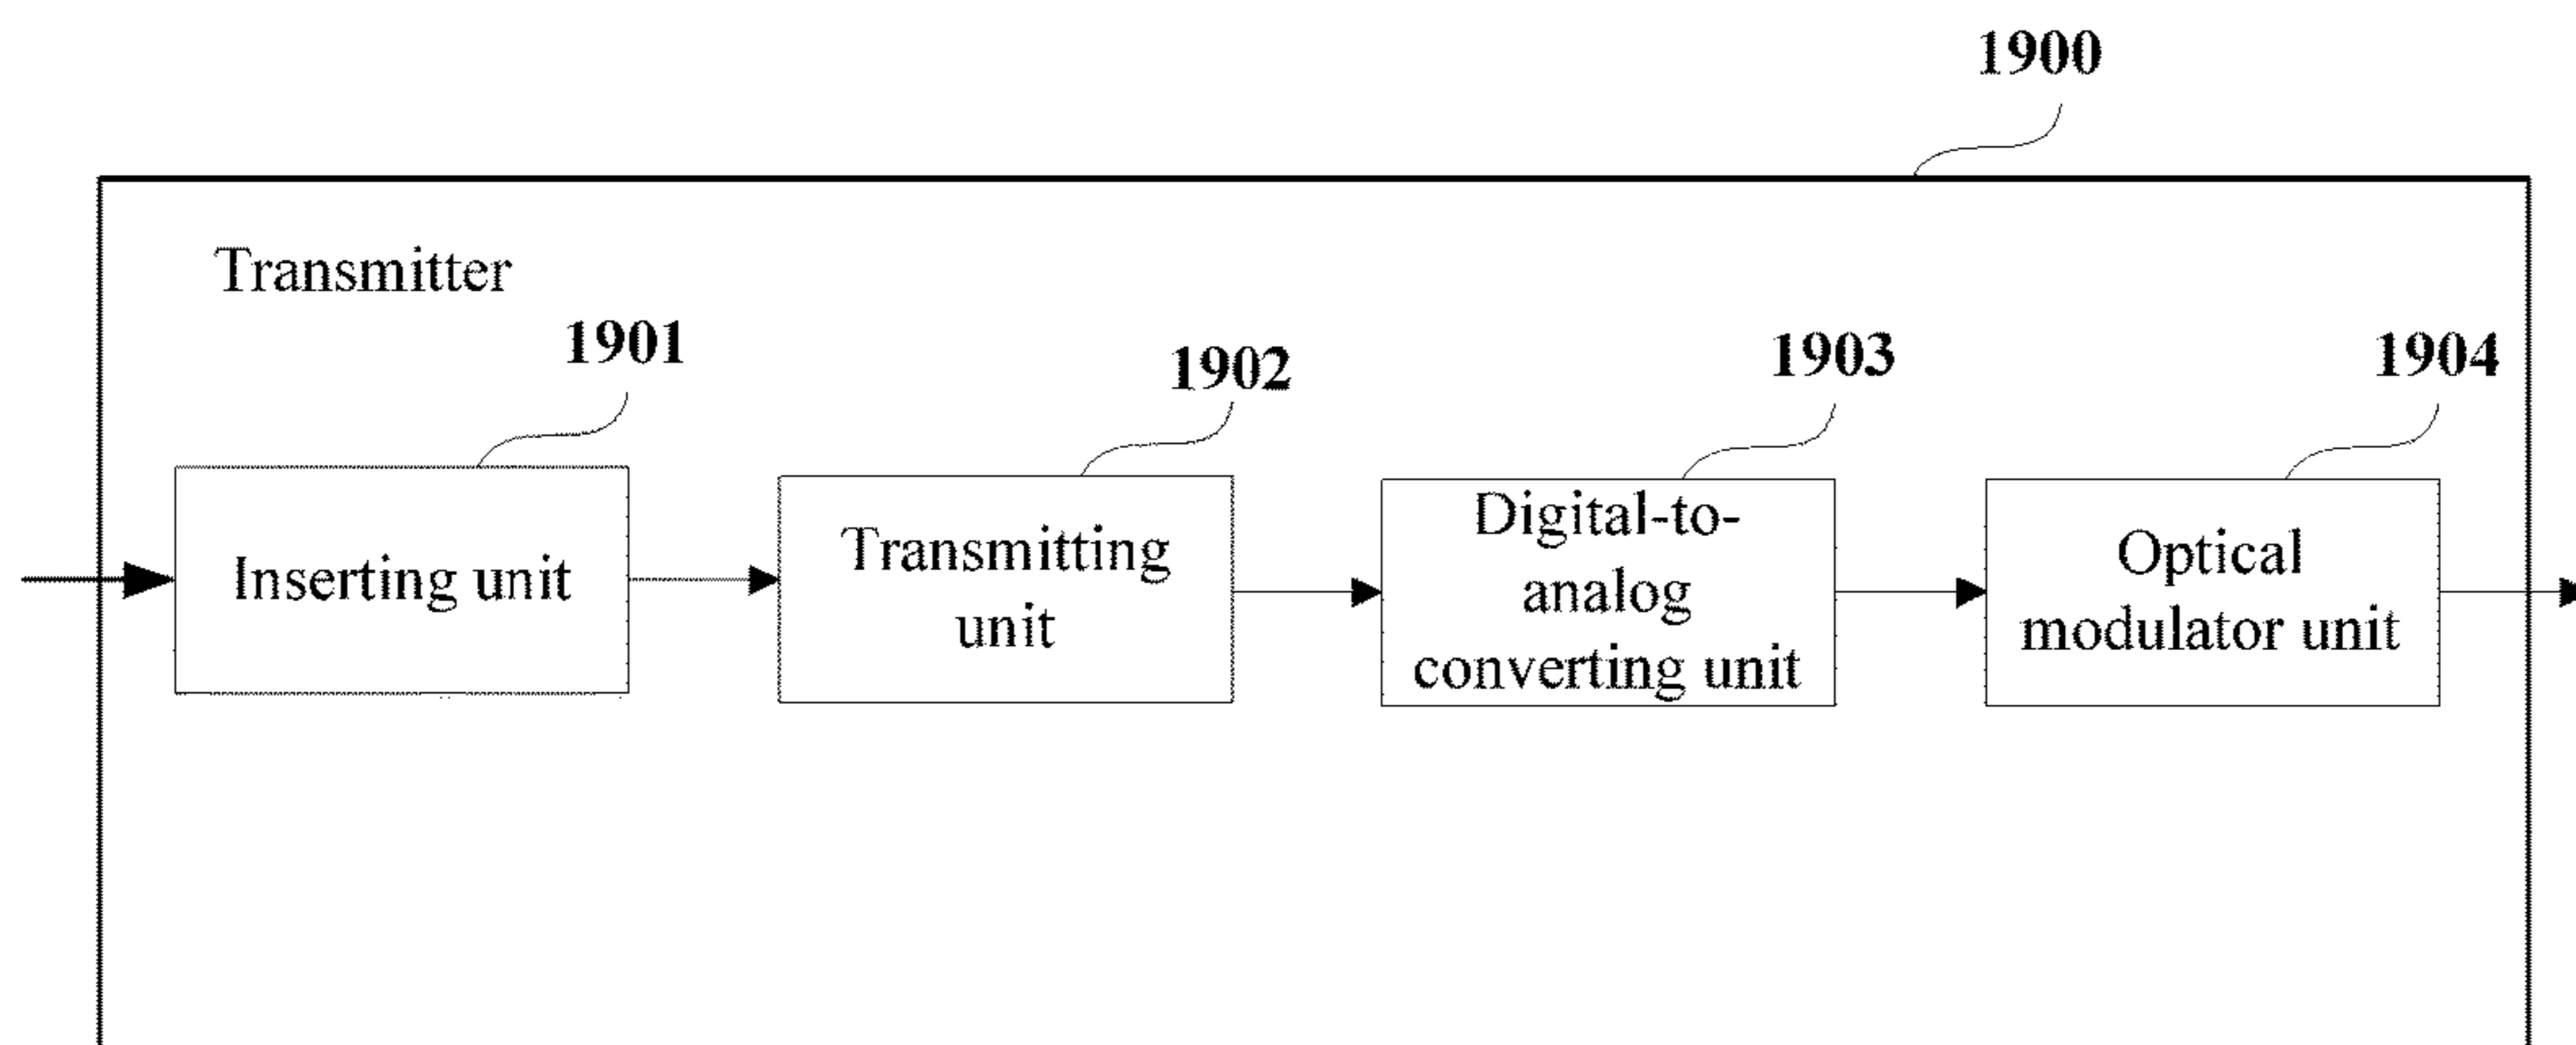 1900
Transmitter
1901
1902
1903
1904
Inserting unit
Transmitting
unit
Digital-to-
analog
converting unit
Optical
modulator unit